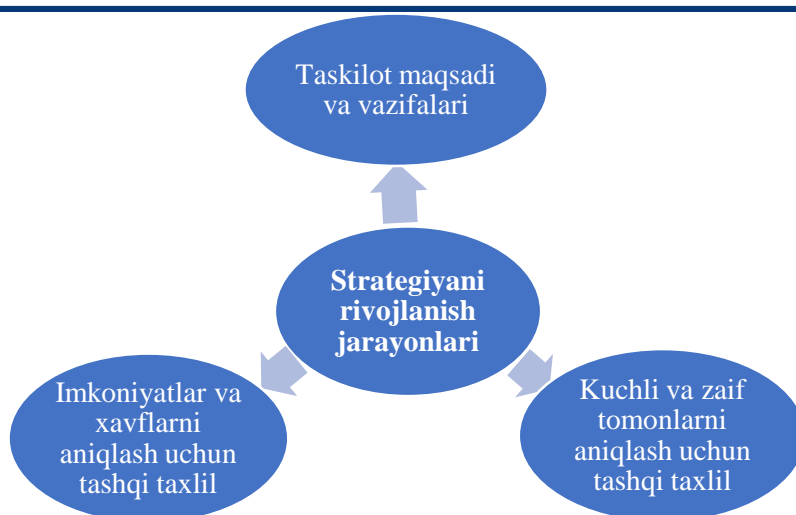 Taskilot maqsadi
va vazifalari
Strategiyani
rivojlanish
jarayonlari
Imkoniyatlar va
xavflarni
aniqlash uchun
tashqi taxlil
Kuchli va zaif
tomonlarni
aniqlash uchun
tashqi taxlil